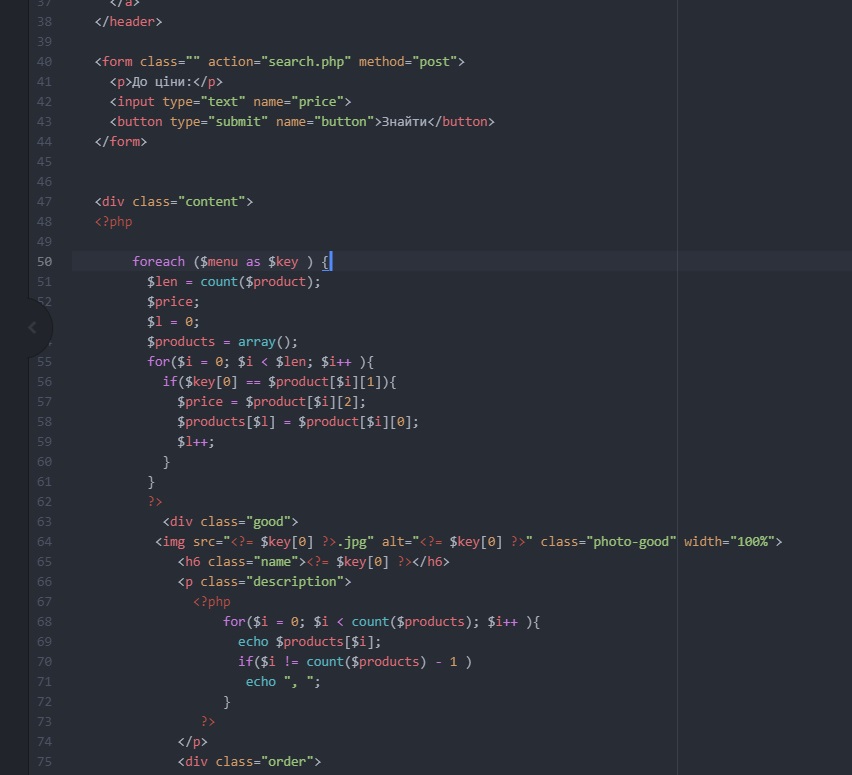 37 </a>
38 </header>
39
40 <form class="" action="search.php" method="post">
41 <p>До ціни:</p>
42 <input type="text" name="price">
43 <button type="submit" name="button">Знайти</button>
44 </form>
45
46
47 <div class="content">
48 <?php
49
50 foreach ($menu as $key ) {
51 $len = count($product);
52 $price;
$l = 0;
$products = array();
55 for($i = 0; $i < $len; $i++ ){
56 if($key[0] == $product[$i][1]){
57 $price = $product[$i][2];
58 $products[$l] = $product[$i][0];
59 $l++;
60 }
61 }
62 ?>
63 <div class="good">
64 <img src="<?= $key[0] ?>.jpg" alt="<?= $key[0] ?>" class="photo-good" width="100%">
65 <h6 class="name"><?= $key[0] ?></h6>
66 <p class="description">
67 <?php
68 for($i = 0; $i < count($products); $i++ ){
69 echo $products[$i];
70 if($i != count($products) - 1 )
71 echo ", ";
72 }
73 ?>
74 </p>
75 <div class="order">